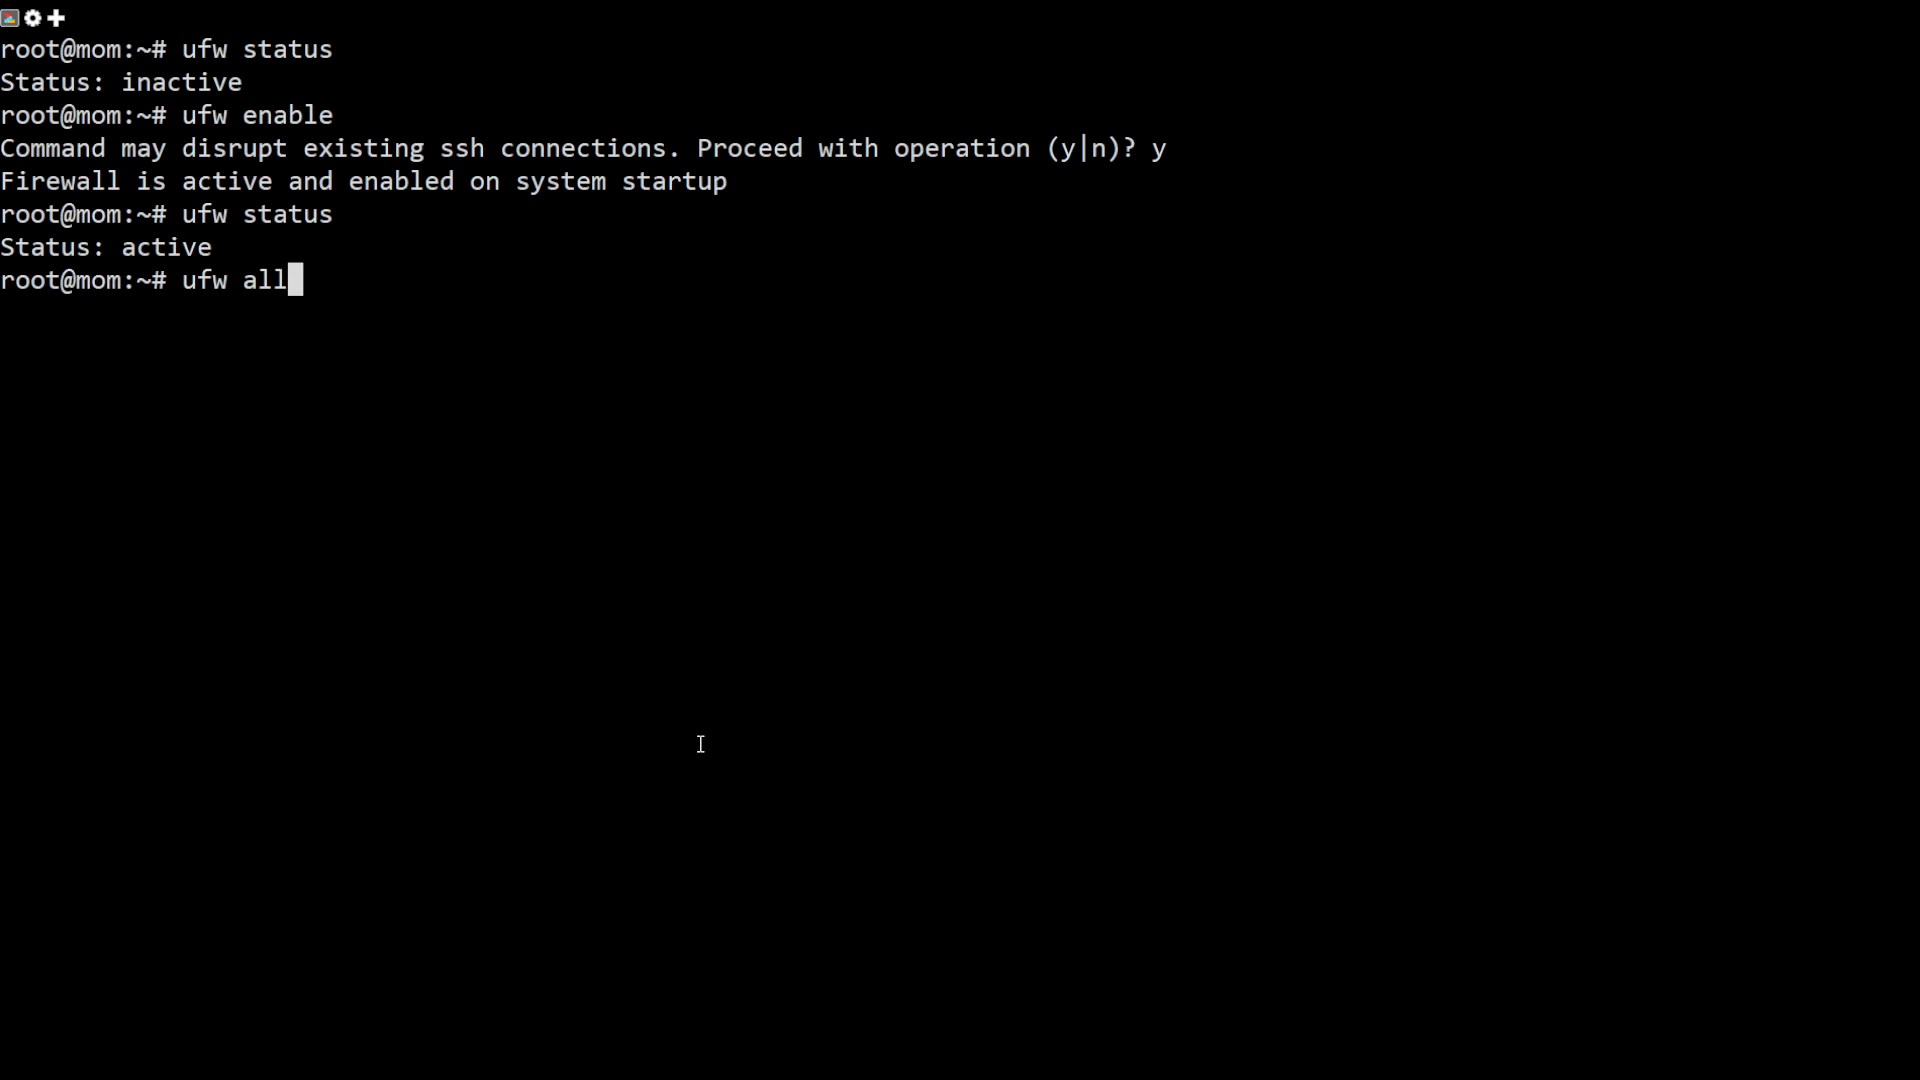 root@mom:~# ufw status
Status: inactive
root@mom:~# ufw enable
Command may disrupt existing ssh connections. Proceed with operation (y|n)? y
Firewall is active and enabled on system startup
root@mom:~# ufw status
Status: active
root@mom:~# ufw all